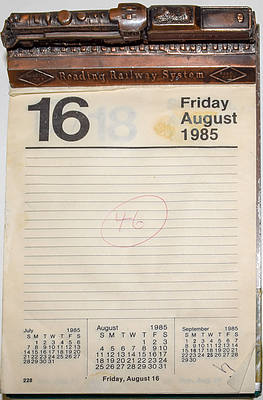 Reading Railway System
16
Friday
August
1985
46
July 1985
S M T W T F S
1 2 3 4 5 6
7 8 9 10 11 12 13
14 15 16 17 18 19 20
21 22 23 24 25 26 27
28 29 30 31
August 1985
S M T W T F S
1 2 3
4 5 6 7 8 9 10
11 12 13 14 15 16 17
18 19 20 21 22 23 24
25 26 27 28 29 30 31
September 1985
S M T W T F S
1 2 3 4 5 6 7
8 9 10 11 12 13 14
15 16 17 18 19 20 21
22 23 24 25 26 27 28
29 30
228
Friday, August 16